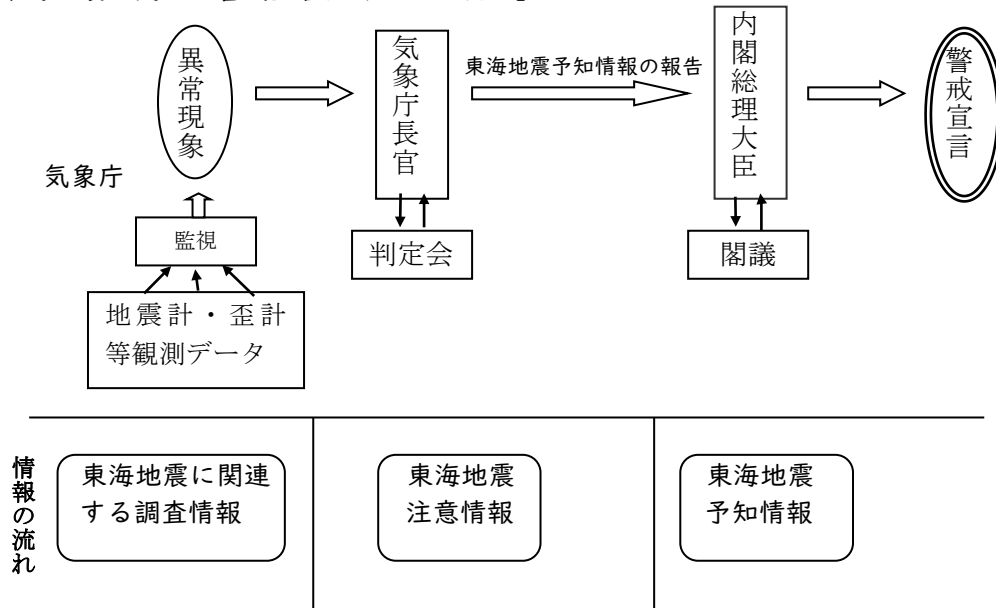 異常現象
気象庁長官
東海地震予知情報の報告
内閣総理大臣
警戒宣言
気象庁
監視
判定会
閣議
地震計・歪計
等観測データ
情報の流れ
東海地震に関連
する調査情報
東海地震
注意情報
東海地震
予知情報